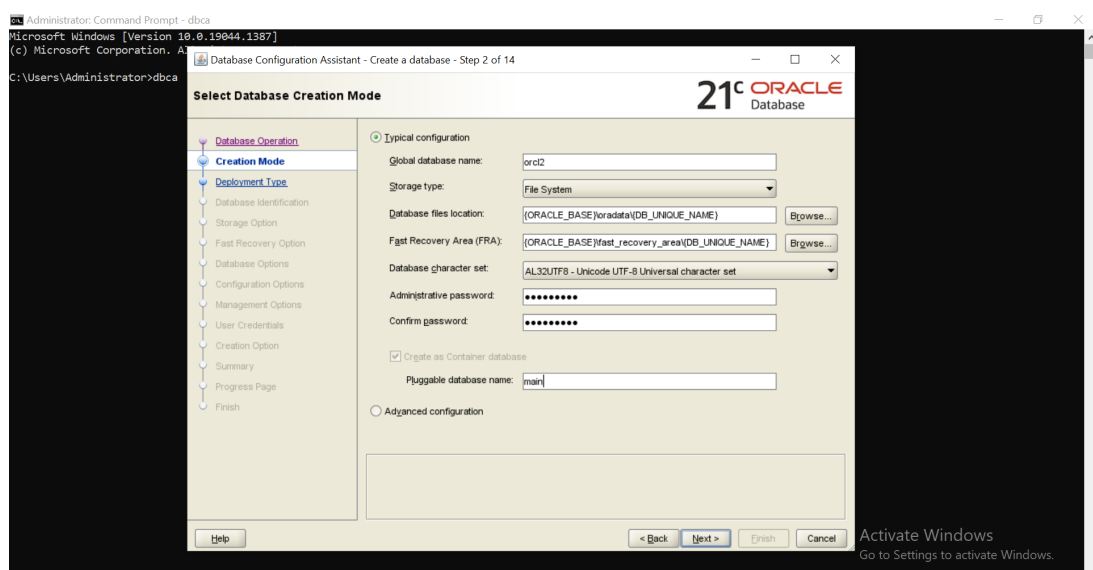 Administrator: Command Prompt - dbca
Microsoft Windows [Version 10.0.19044.1387]
(c) Microsoft Corporation. A
C:\Users\Administrator>dbca
Database Configuration Assistant - Create a database - Step 2 of 14
Select Database Creation Mode
21c ORACLE
Database
Database Operation
Creation Mode
Deployment Type
Database Identification
Storage Option
Fast Recovery Option
Database Options
Configuration Options
Management Options
User Credentials
Creation Option
Summary
Progress Page
Finish
Typical configuration
Global database name: orcl2
Storage type: File System
Database files location: {ORACLE_BASE}\oradata\{DB_UNIQUE_NAME} Browse...
Fast Recovery Area (FRA): {ORACLE_BASE}\fast_recovery_area\{DB_UNIQUE_NAME} Browse...
Database character set: AL32UTF8 - Unicode UTF-8 Universal character set
Administrative password: •••••••••
Confirm password: •••••••••
Create as Container database
Pluggable database name: main
Advanced configuration
Help < Back Next > Finish Cancel
Activate Windows
Go to Settings to activate Windows.